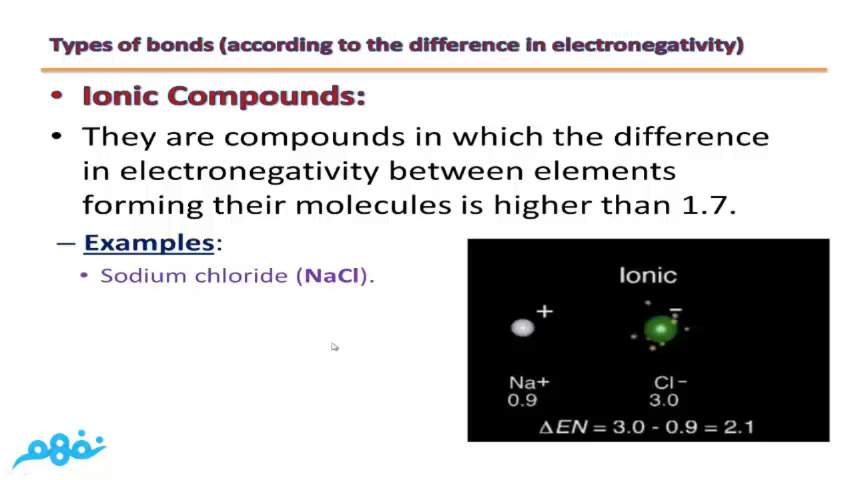 Types of bonds (according to the difference in electronegativity)
• Ionic Compounds:
• They are compounds in which the difference
in electronegativity between elements
forming their molecules is higher than 1.7.
– Examples:
• Sodium chloride (NaCl).
Ionic
+ −
Na+ Cl−
0.9 3.0
ΔEN = 3.0 - 0.9 = 2.1
نفهم